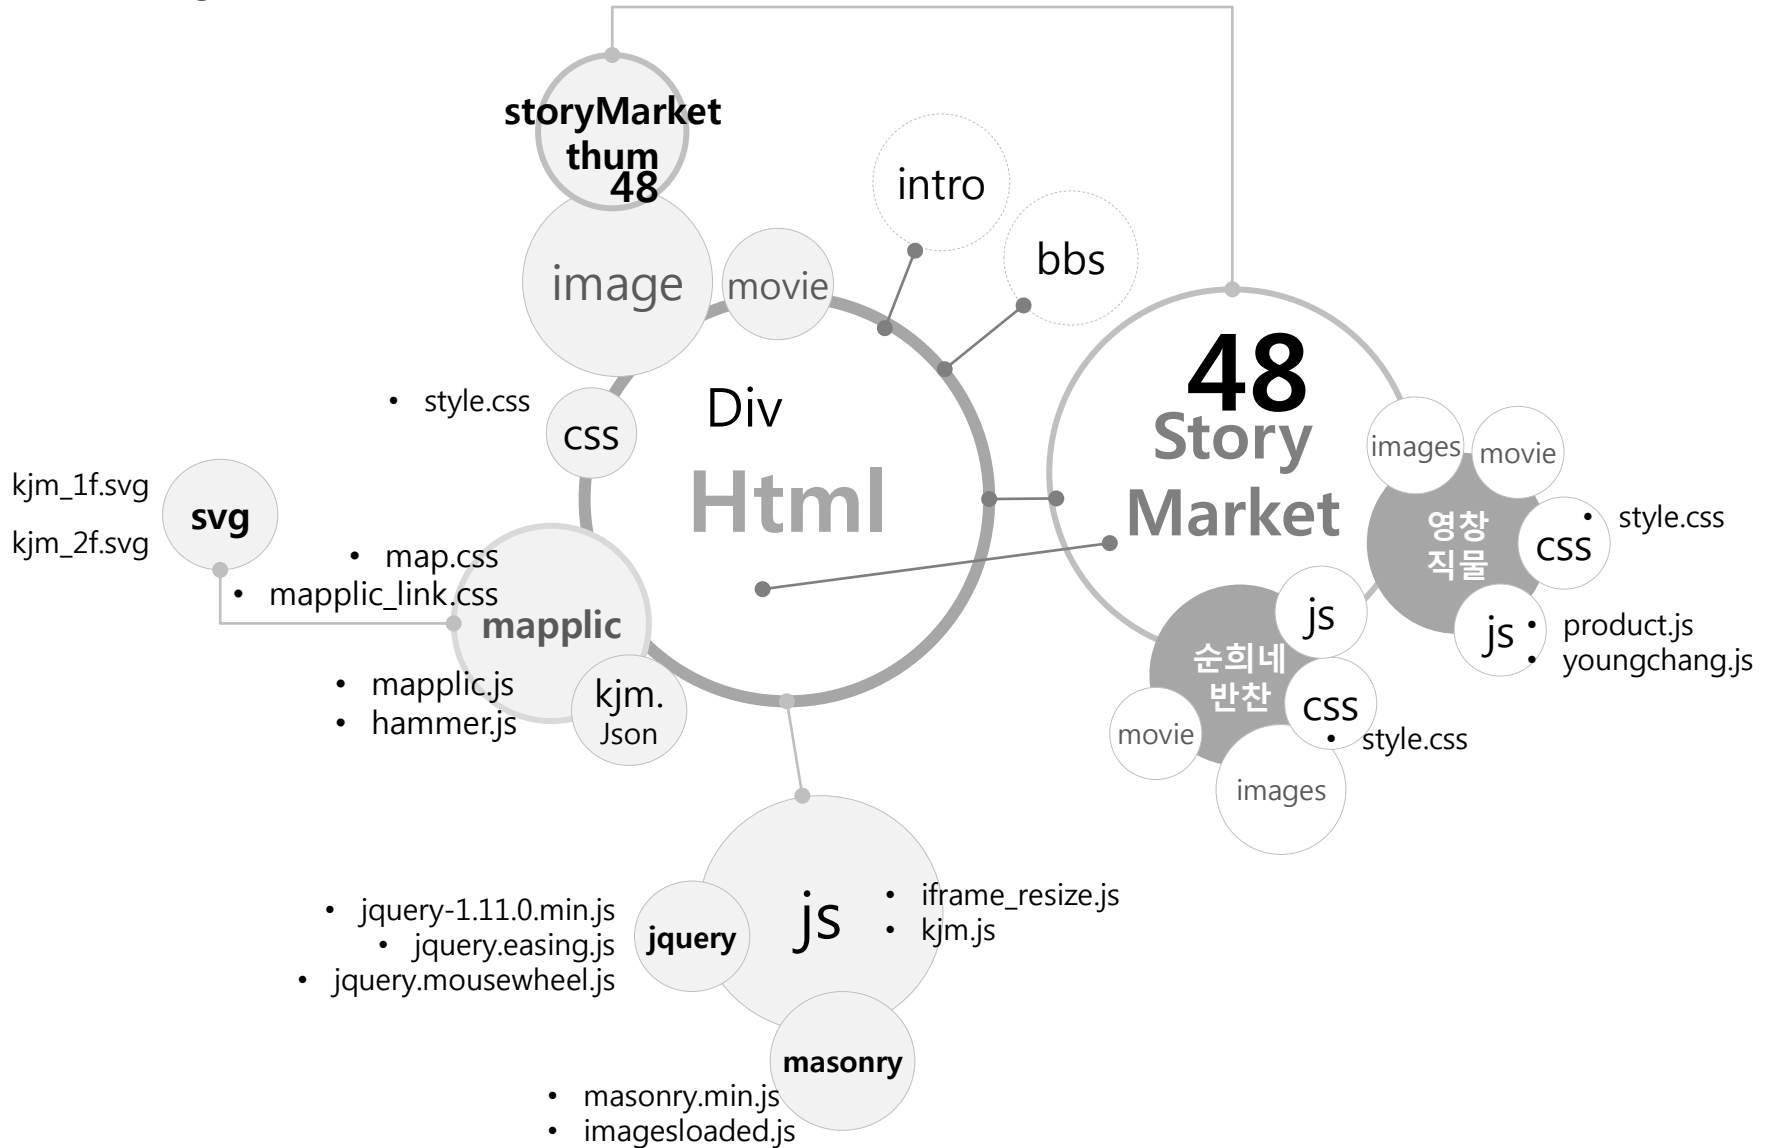 storyMarket
thum
48
image
movie
intro
bbs
• style.css
css
Div
Html
48
Story
Market
images
movie
영창
직물
css
• style.css
js
• product.js
• youngchang.js
순희네
반찬
js
css
• style.css
movie
images
kjm_1f.svg
kjm_2f.svg
svg
• map.css
• mapplic_link.css
mapplic
• mapplic.js
• hammer.js
kjm.
Json
js
• iframe_resize.js
• kjm.js
• jquery-1.11.0.min.js
• jquery.easing.js
• jquery.mousewheel.js
jquery
masonry
• masonry.min.js
• imagesloaded.js